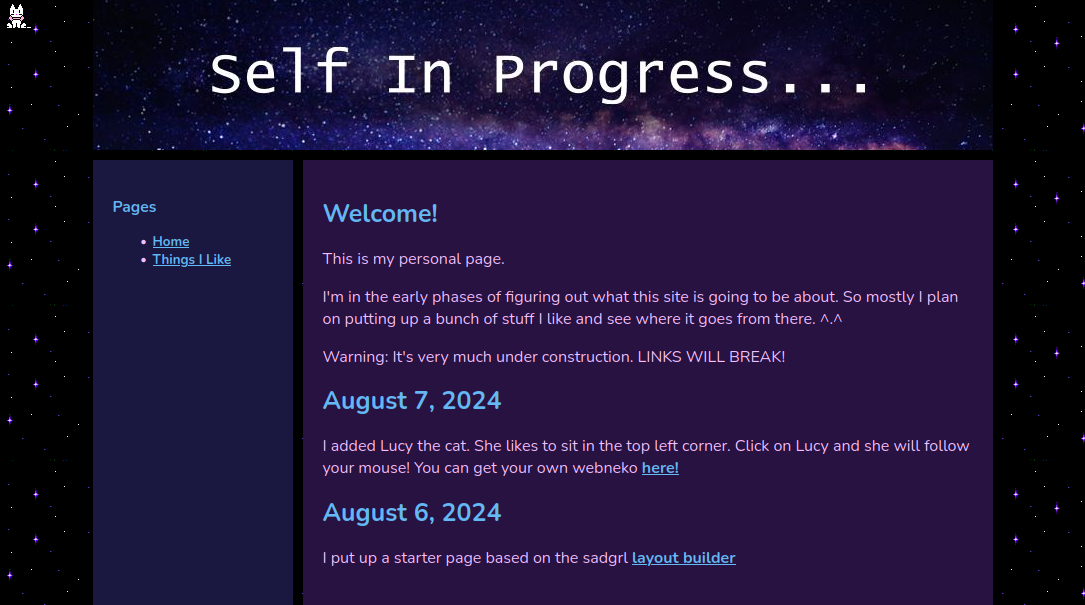 Self In Progress...
Pages
Home
Things I Like
Welcome!
This is my personal page.
I'm in the early phases of figuring out what this site is going to be about. So mostly I plan
on putting up a bunch of stuff I like and see where it goes from there. ^.^
Warning: It's very much under construction. LINKS WILL BREAK!
August 7, 2024
I added Lucy the cat. She likes to sit in the top left corner. Click on Lucy and she will follow
your mouse! You can get your own webneko here!
August 6, 2024
I put up a starter page based on the sadgrl layout builder